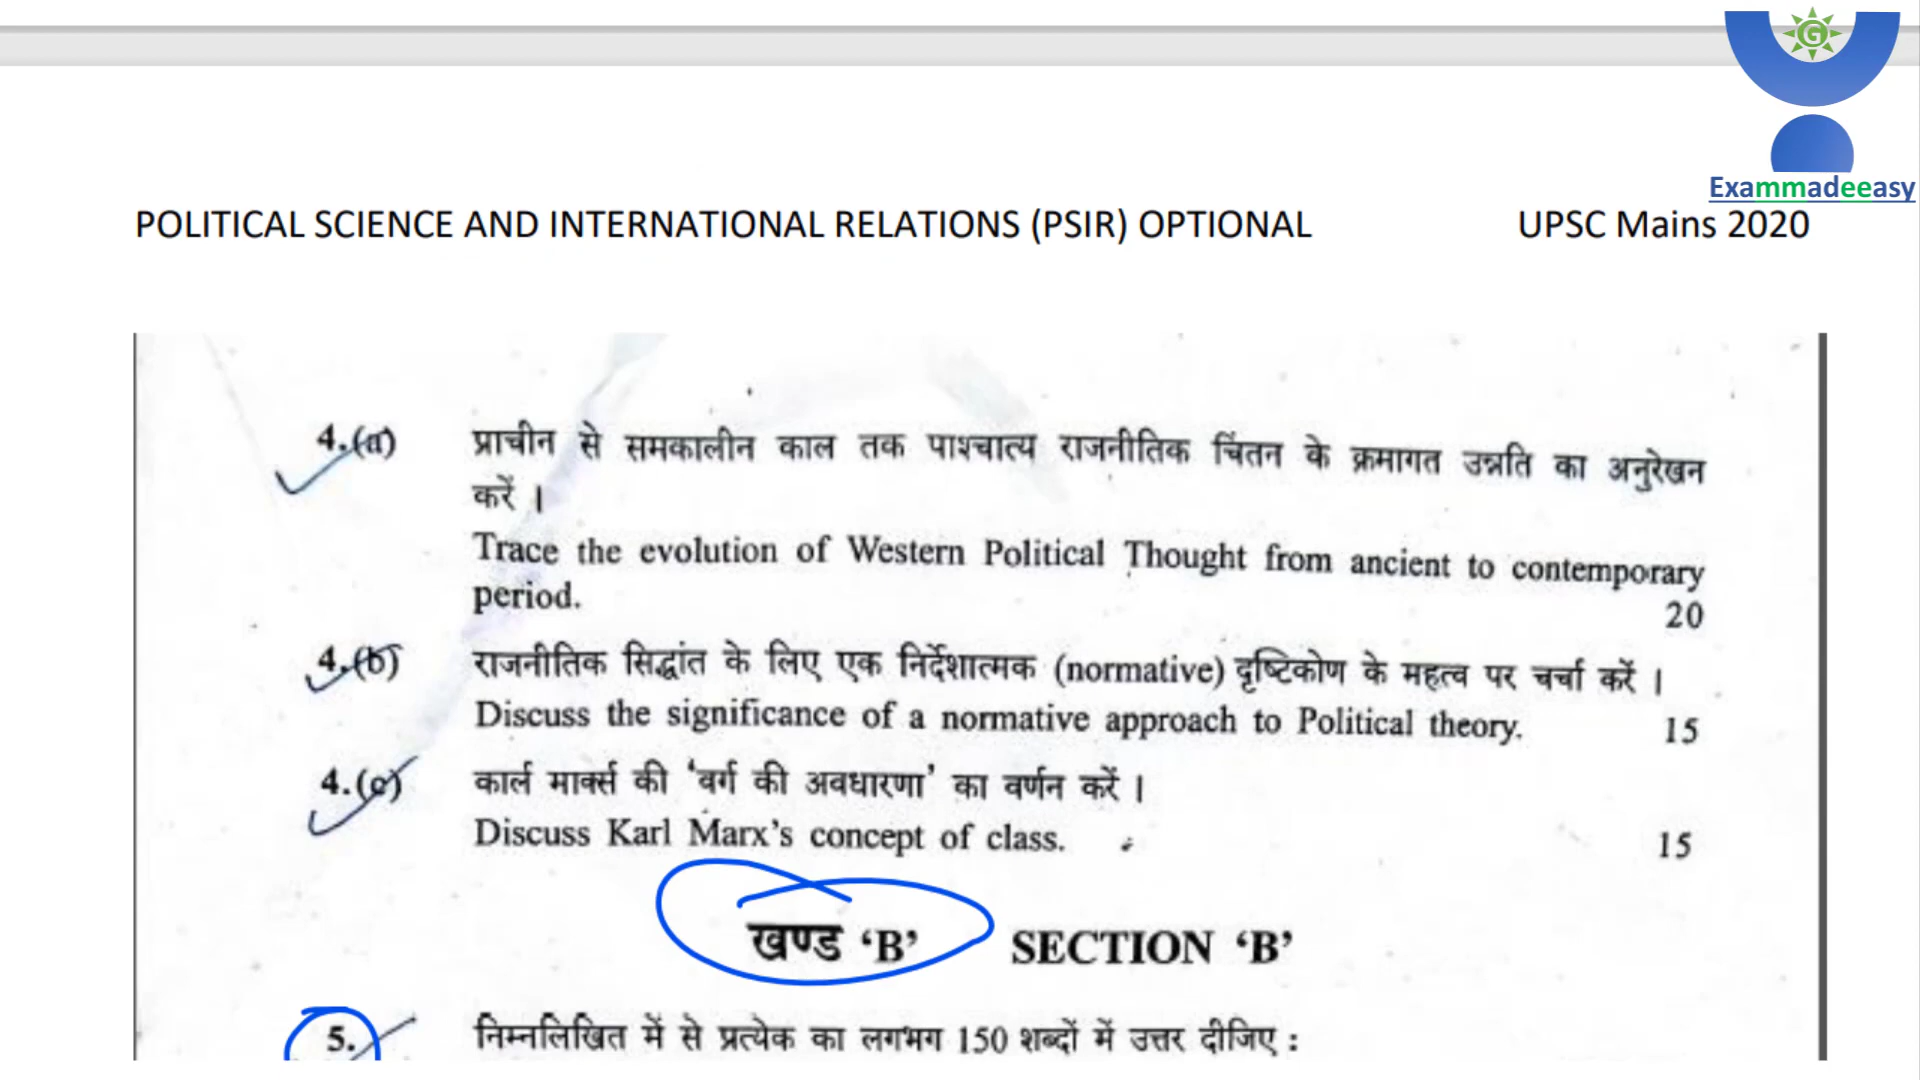 G
Exammadeeasy
POLITICAL SCIENCE AND INTERNATIONAL RELATIONS (PSIR) OPTIONAL UPSC Mains 2020
4.(a) प्राचीन से समकालीन काल तक पाश्चात्य राजनीतिक चिंतन के क्रमागत उन्नति का अनुरेखन
करें ।
Trace the evolution of Western Political Thought from ancient to contemporary
period. 20
4.(b) राजनीतिक सिद्धांत के लिए एक निर्देशात्मक (normative) दृष्टिकोण के महत्व पर चर्चा करें ।
Discuss the significance of a normative approach to Political theory. 15
4.(c) कार्ल मार्क्स की ‘वर्ग की अवधारणा’ का वर्णन करें ।
Discuss Karl Marx’s concept of class. 15
खण्ड ‘B’ SECTION ‘B’
5. निम्नलिखित में से प्रत्येक का लगभग 150 शब्दों में उत्तर दीजिए :